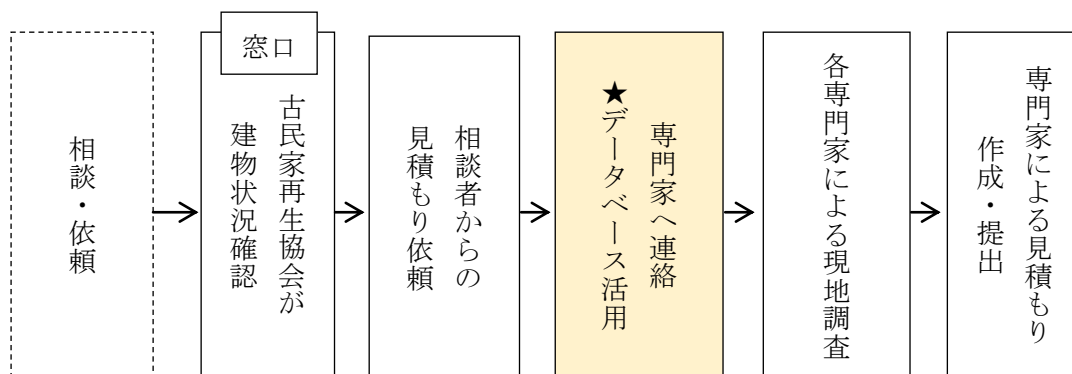 相談・依頼
窓口
古民家再生協会が
建物状況確認
相談者からの
見積もり依頼
専門家へ連絡
★データベース活用
各専門家による現地調査
専門家による見積もり
作成・提出